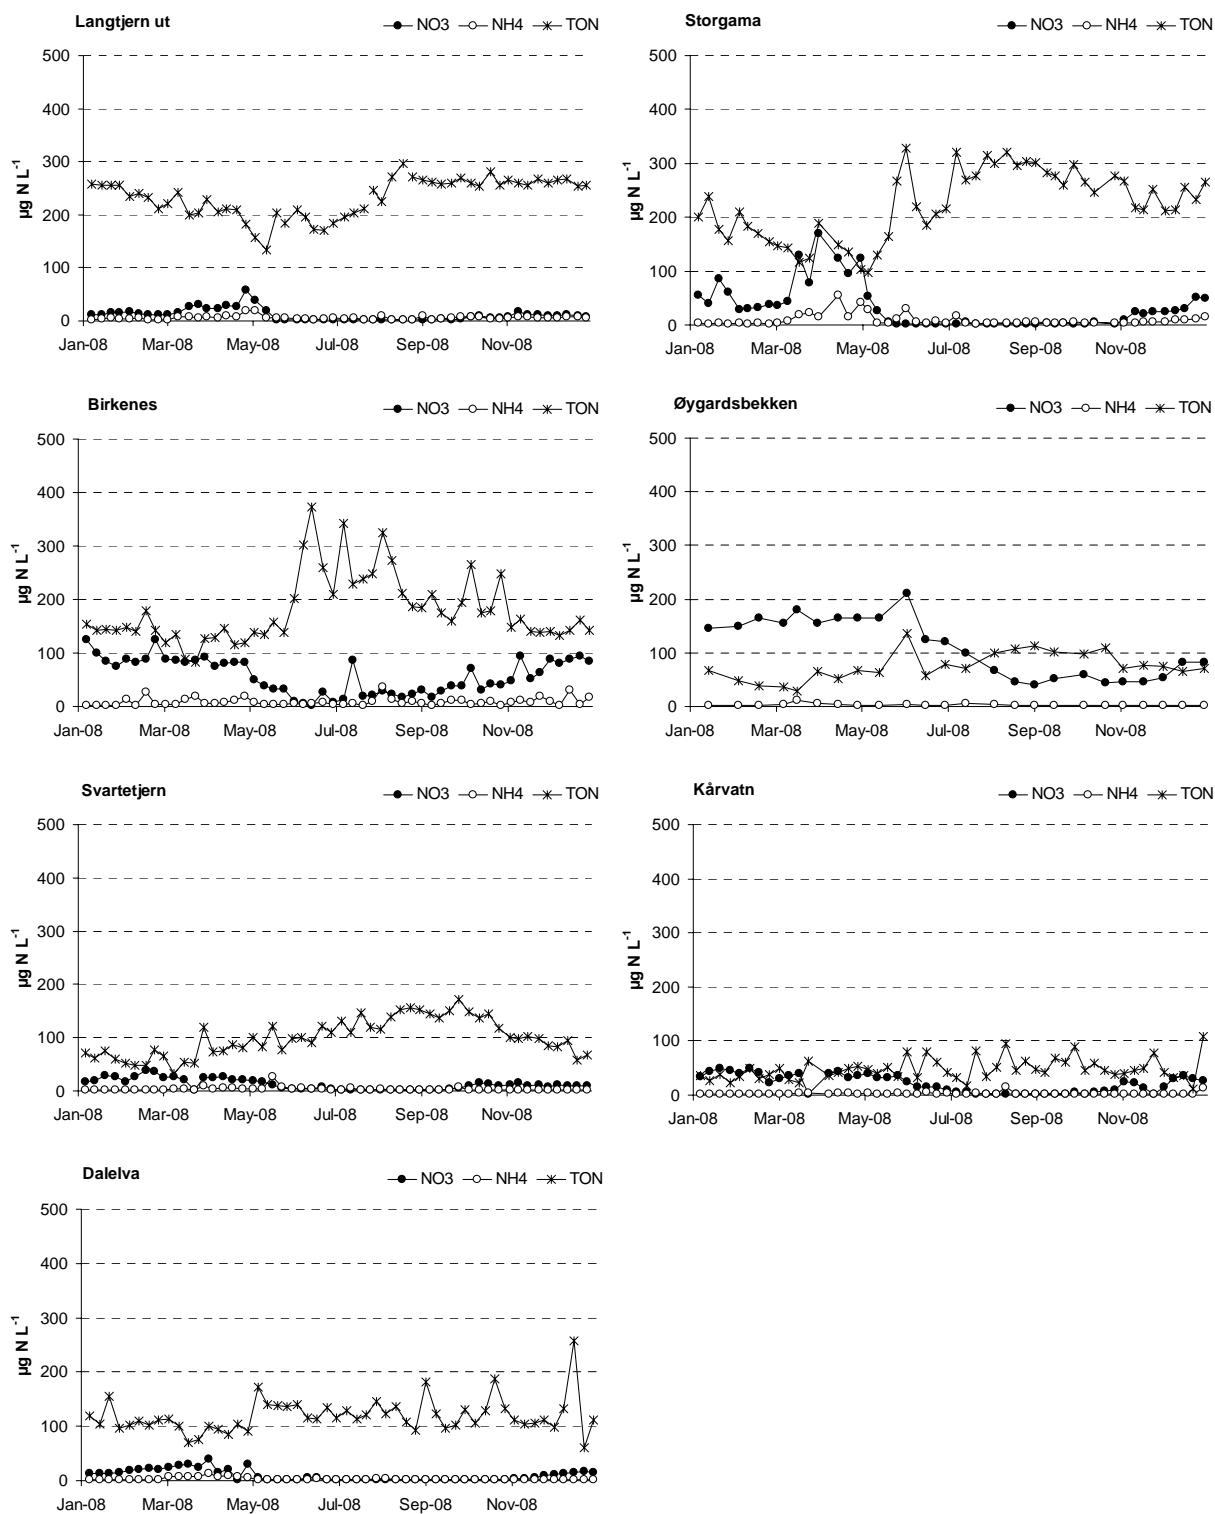 Langtjern ut
NO3 NH4 TON
µg N L-1
500
400
300
200
100
0
Jan-08 Mar-08 May-08 Jul-08 Sep-08 Nov-08
Storgama
NO3 NH4 TON
µg N L-1
500
400
300
200
100
0
Jan-08 Mar-08 May-08 Jul-08 Sep-08 Nov-08
Birkenes
NO3 NH4 TON
µg N L-1
500
400
300
200
100
0
Jan-08 Mar-08 May-08 Jul-08 Sep-08 Nov-08
Øygardsbekken
NO3 NH4 TON
µg N L-1
500
400
300
200
100
0
Jan-08 Mar-08 May-08 Jul-08 Sep-08 Nov-08
Svartetjern
NO3 NH4 TON
µg N L-1
500
400
300
200
100
0
Jan-08 Mar-08 May-08 Jul-08 Sep-08 Nov-08
Kårvatn
NO3 NH4 TON
µg N L-1
500
400
300
200
100
0
Jan-08 Mar-08 May-08 Jul-08 Sep-08 Nov-08
Dalelva
NO3 NH4 TON
µg N L-1
500
400
300
200
100
0
Jan-08 Mar-08 May-08 Jul-08 Sep-08 Nov-08